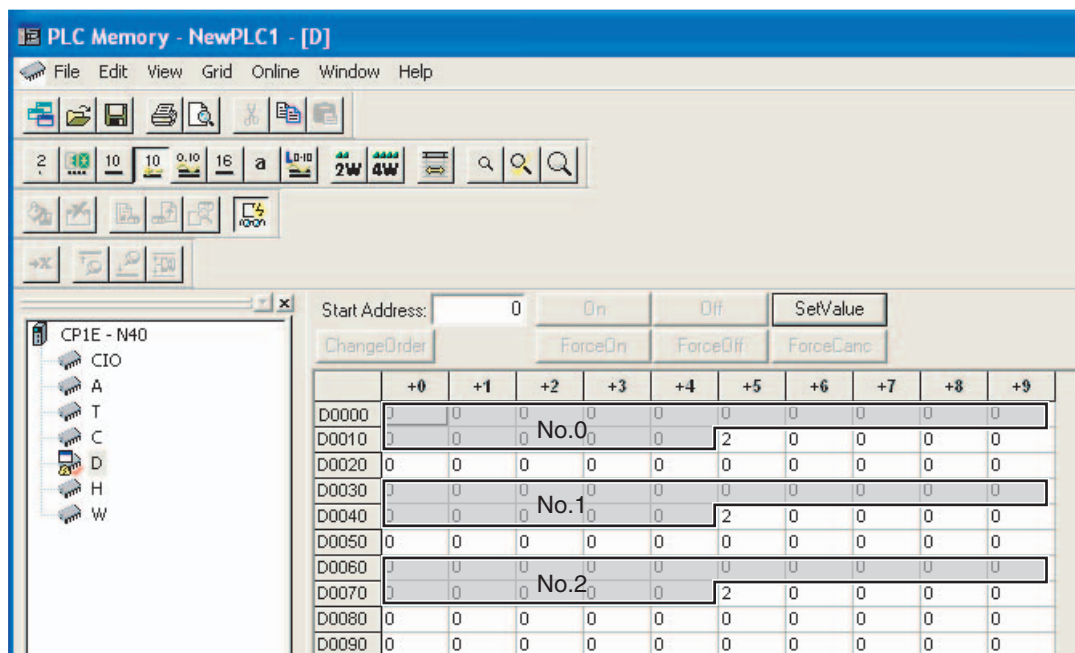 PLC Memory - NewPLC1 - [D]
File Edit View Grid Online Window Help
2 10 10 0.10 16 a L0-10 2W 4W
→X
Start Address: 0 On Off SetValue
ChangeOrder ForceOn ForceOff ForceCanc
CP1E - N40
CIO
A
T
C
D
H
W
+0 +1 +2 +3 +4 +5 +6 +7 +8 +9
D0000 0 0 0 0 0 0 0 0 0 0
No.0
D0010 0 0 0 0 0 2 0 0 0 0
D0020 0 0 0 0 0 0 0 0 0 0
D0030 0 0 0 0 0 0 0 0 0 0
No.1
D0040 0 0 0 0 0 2 0 0 0 0
D0050 0 0 0 0 0 0 0 0 0 0
D0060 0 0 0 0 0 0 0 0 0 0
No.2
D0070 0 0 0 0 0 2 0 0 0 0
D0080 0 0 0 0 0 0 0 0 0 0
D0090 0 0 0 0 0 0 0 0 0 0